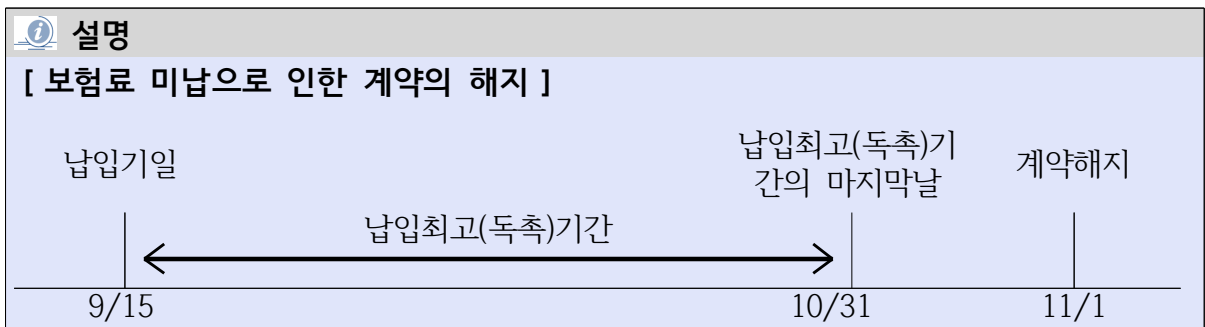 설명
[ 보험료 미납으로 인한 계약의 해지 ]
납입기일
납입최고(독촉)기
간의 마지막날
계약해지
납입최고(독촉)기간
9/15
10/31
11/1